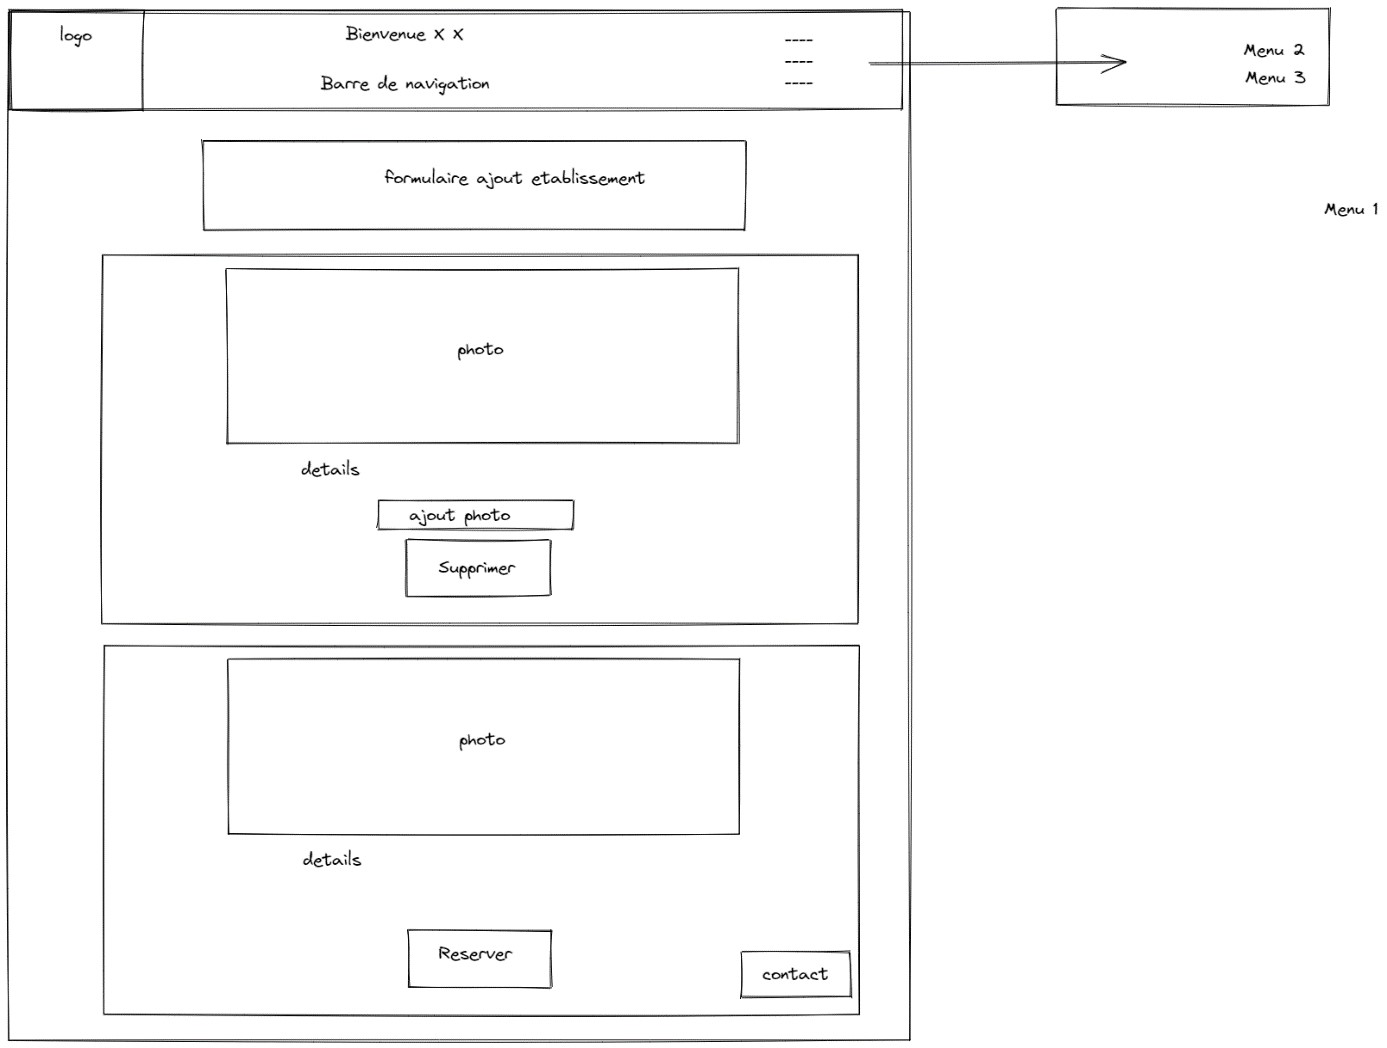 logo
Bienvenue X X
Barre de navigation
----
----
----
Menu 2
Menu 3
Menu 1
formulaire ajout etablissement
photo
details
ajout photo
Supprimer
photo
details
Reserver
contact